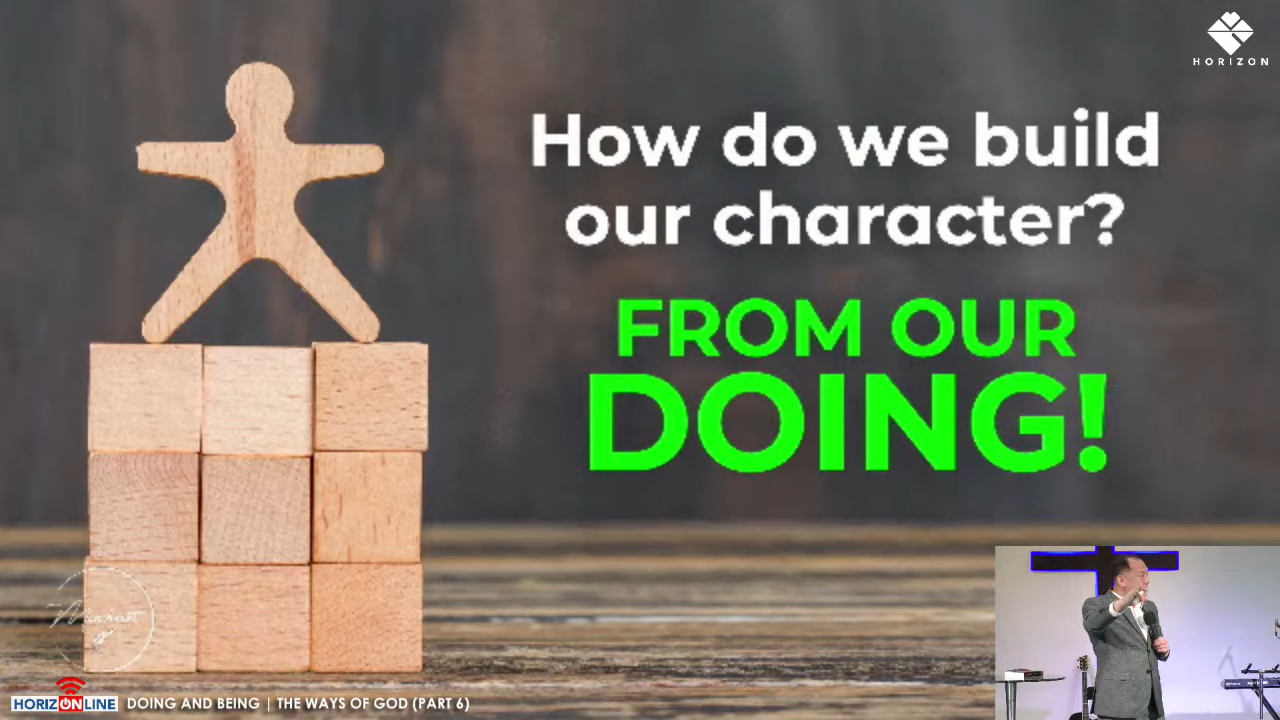 HORIZON
How do we build
our character?
FROM OUR
DOING!
HORIZONLINE DOING AND BEING | THE WAYS OF GOD (PART 6)